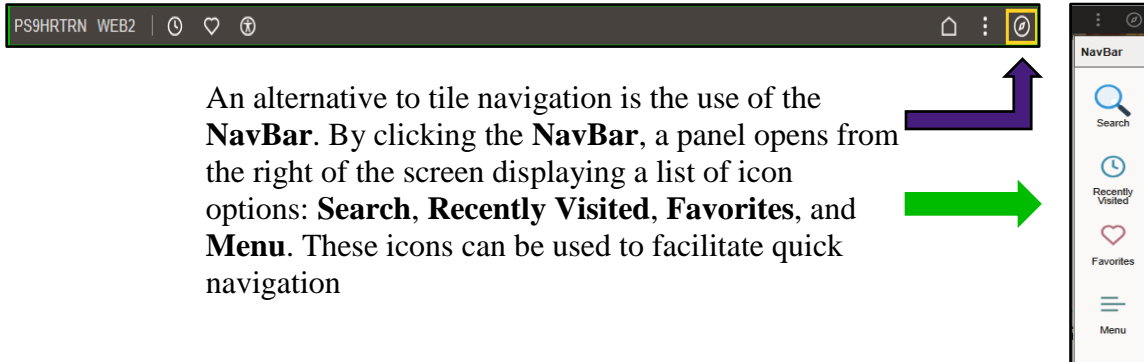 PS9HRTRN WEB2
NavBar
Search
Recently
Visited
Favorites
Menu
An alternative to tile navigation is the use of the
NavBar. By clicking the NavBar, a panel opens from
the right of the screen displaying a list of icon
options: Search, Recently Visited, Favorites, and
Menu. These icons can be used to facilitate quick
navigation